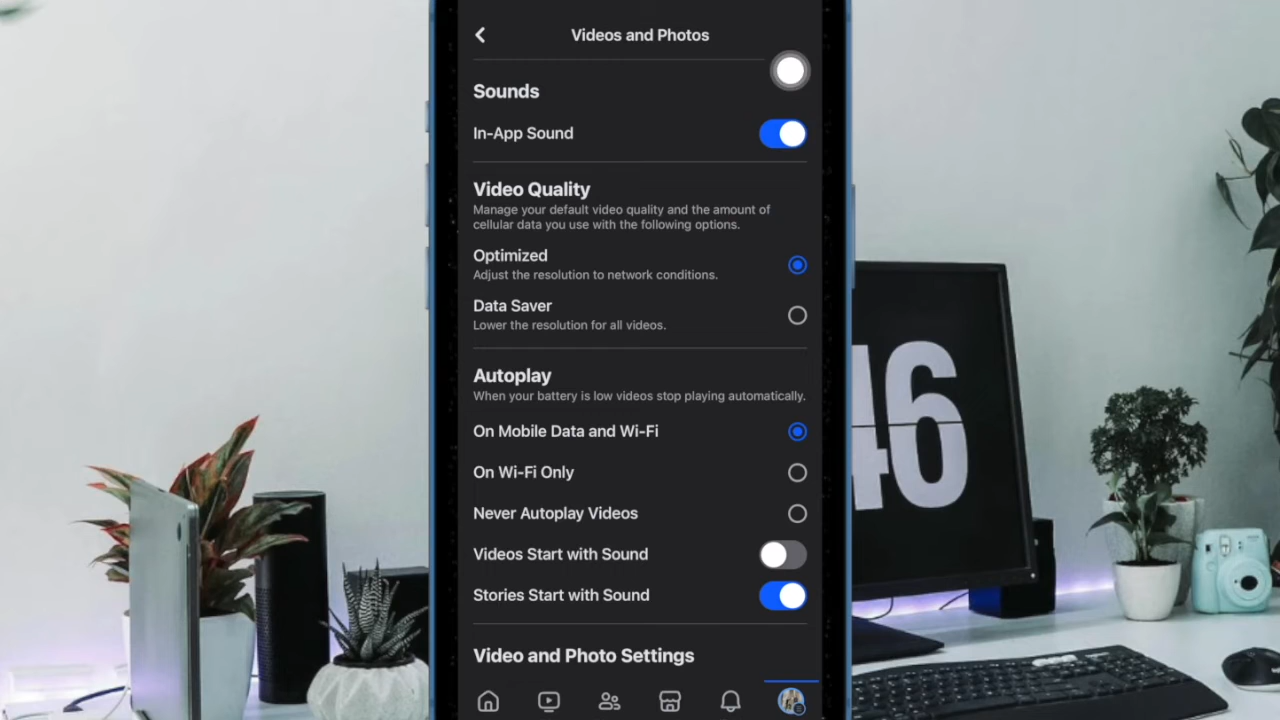 Videos and Photos
Sounds
In-App Sound
Video Quality
Manage your default video quality and the amount of
cellular data you use with the following options.
Optimized
Adjust the resolution to network conditions.
Data Saver
Lower the resolution for all videos.
Autoplay
When your battery is low videos stop playing automatically.
On Mobile Data and Wi-Fi
On Wi-Fi Only
Never Autoplay Videos
Videos Start with Sound
Stories Start with Sound
Video and Photo Settings
46